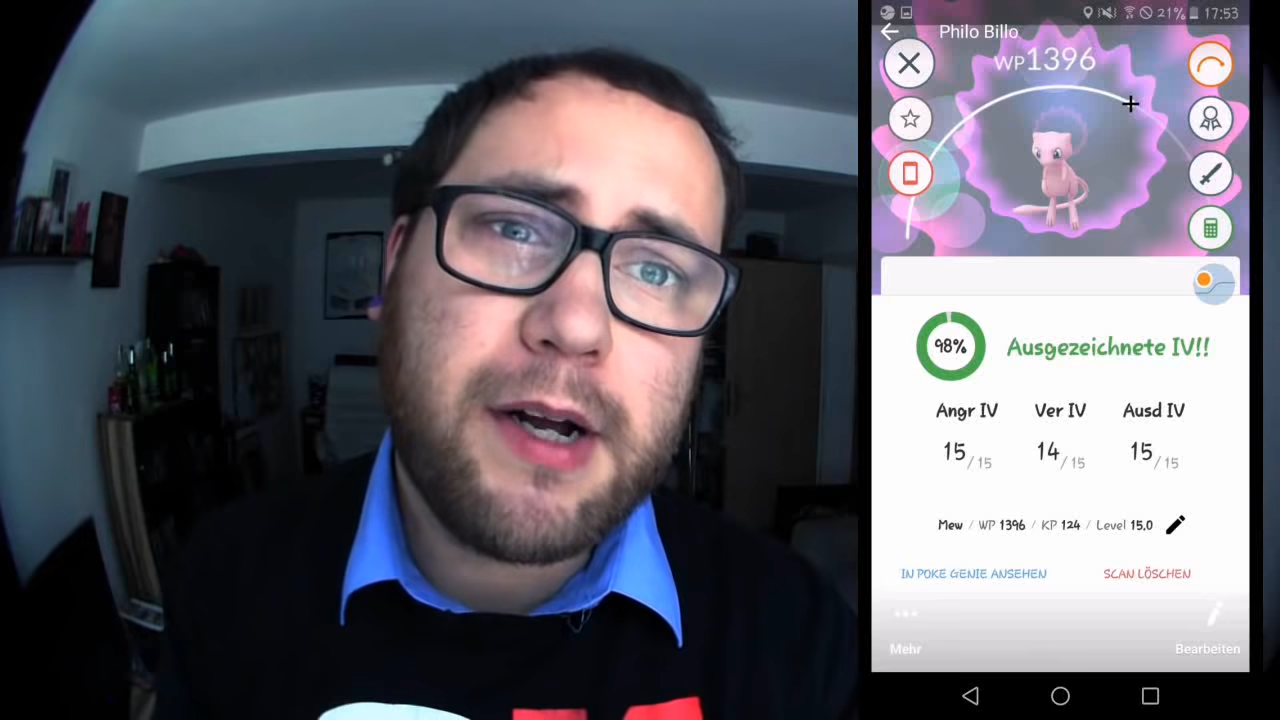 21% 17:53
Philo Billo
WP1396
98% Ausgezeichnete IV!!
Angr IV Ver IV Ausd IV
15/15 14/15 15/15
Mew / WP 1396 / KP 124 / Level 15,0
IN POKE GENIE ANSEHEN SCAN LÖSCHEN
Mehr Bearbeiten